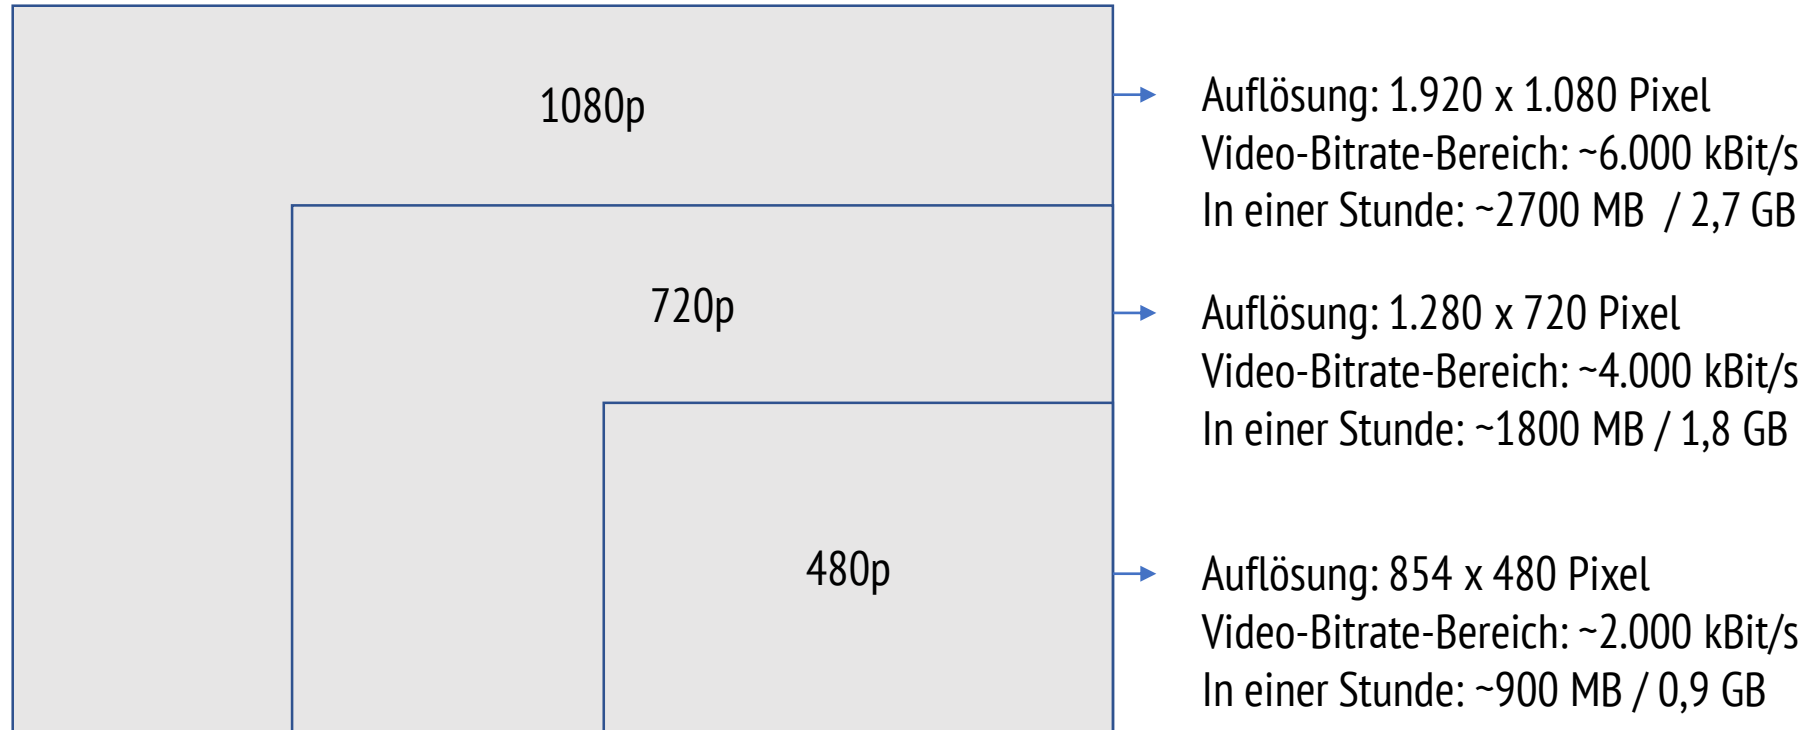 1080p
Auflösung: 1.920 x 1.080 Pixel
Video-Bitrate-Bereich: ~6.000 kBit/s
In einer Stunde: ~2700 MB / 2,7 GB
720p
Auflösung: 1.280 x 720 Pixel
Video-Bitrate-Bereich: ~4.000 kBit/s
In einer Stunde: ~1800 MB / 1,8 GB
480p
Auflösung: 854 x 480 Pixel
Video-Bitrate-Bereich: ~2.000 kBit/s
In einer Stunde: ~900 MB / 0,9 GB